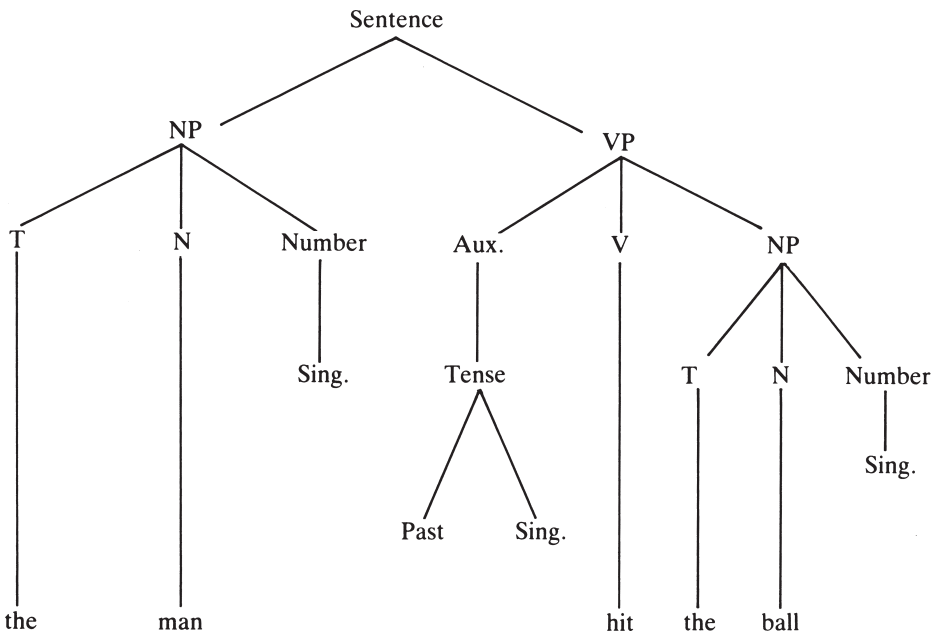 Sentence
NP
VP
T N Number Aux. V NP
Sing. Tense T N Number
Sing.
Past Sing.
the man hit the ball